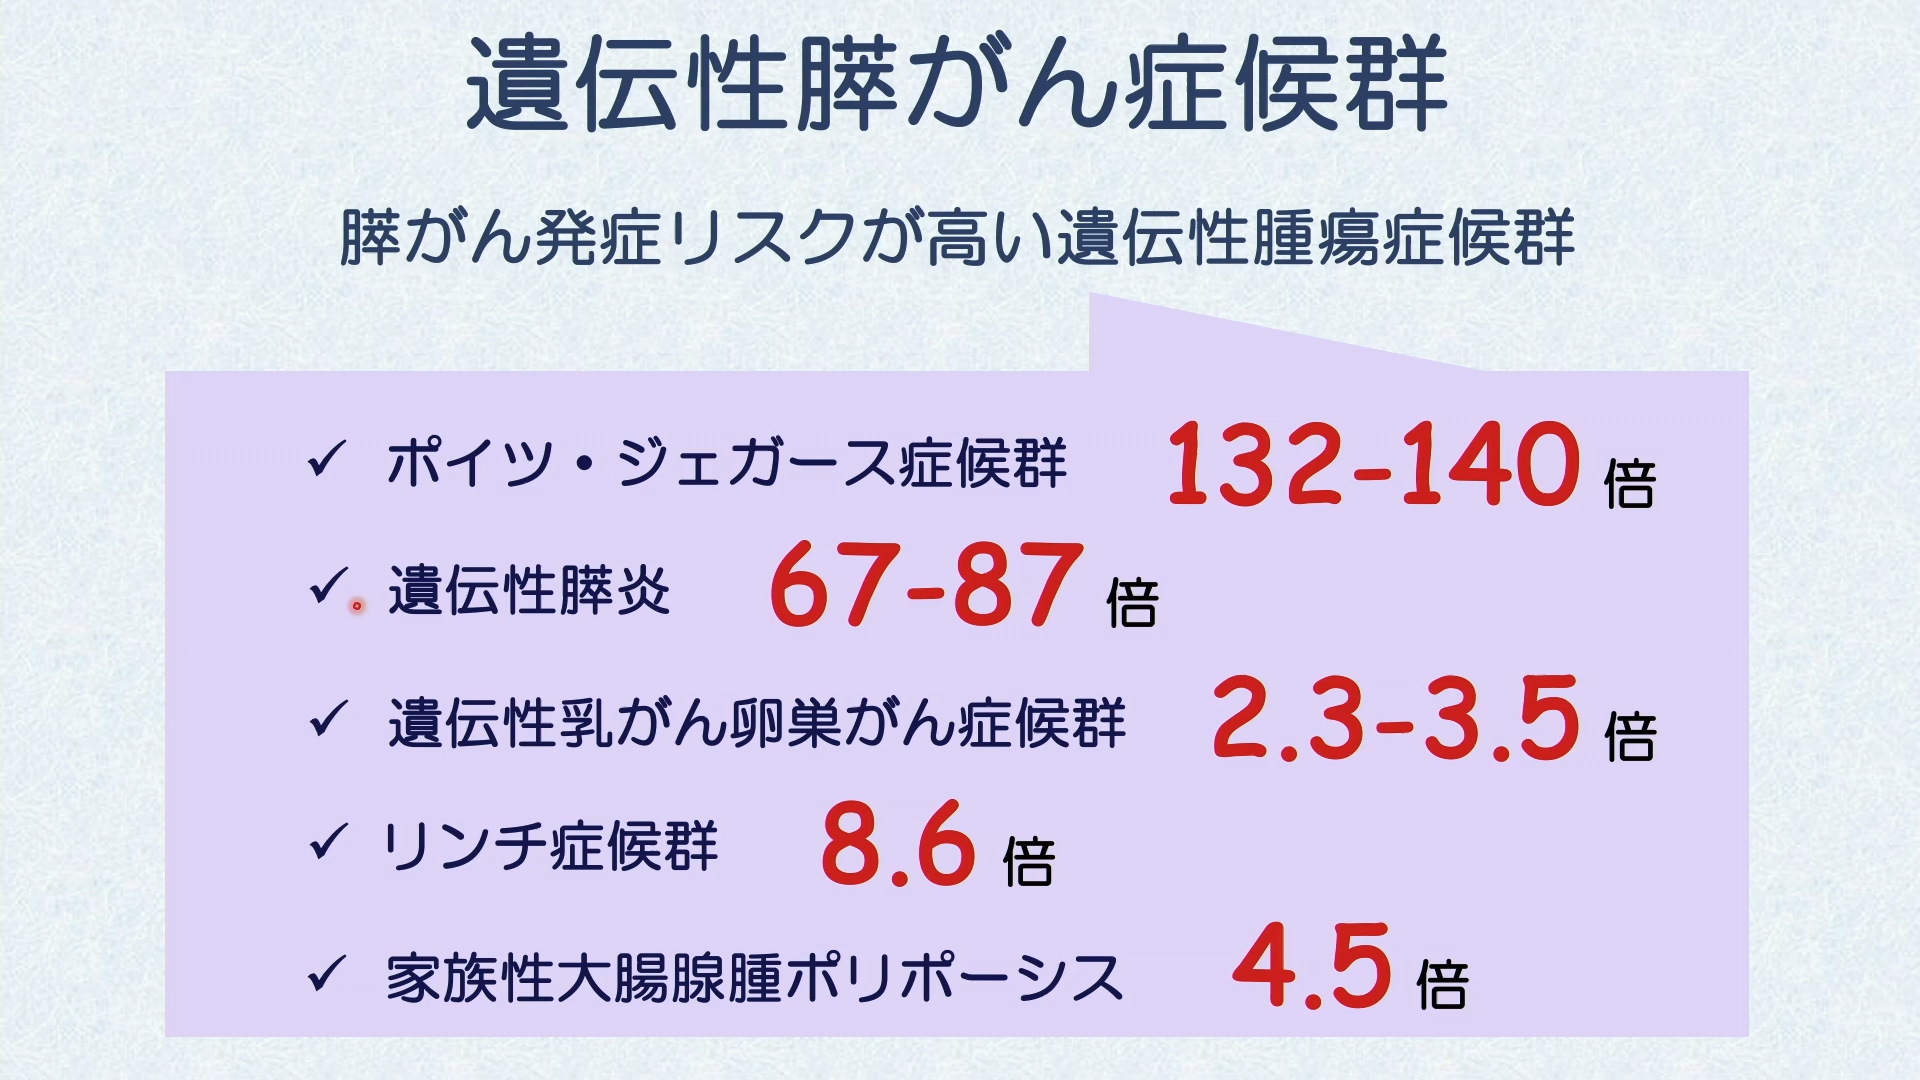 遺伝性膵がん症候群
膵がん発症リスクが高い遺伝性腫瘍症候群
✓ ポイツ・ジェガース症候群 132-140 倍
✓ 遺伝性膵炎 67-87 倍
✓ 遺伝性乳がん卵巣がん症候群 2.3-3.5 倍
✓ リンチ症候群 8.6 倍
✓ 家族性大腸腺腫ポリポーシス 4.5 倍